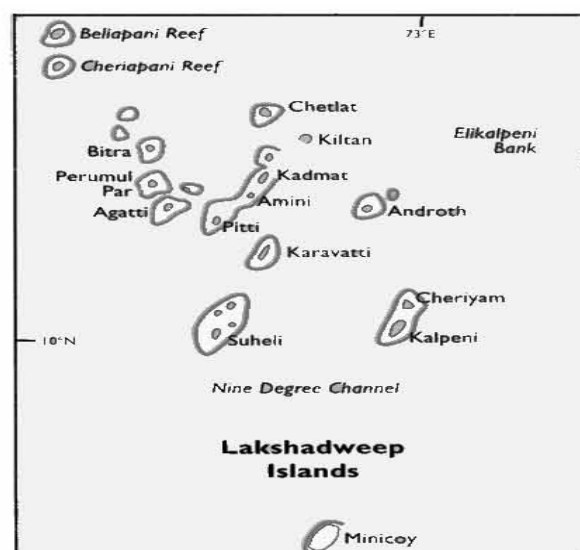 73°E
Beliapani Reef
Cheriapani Reef
Chetlat
Kiltan
Elikalpeni
Bank
Bitra
Perumul
Par
Kadmat
Amini
Agatti
Androth
Pitti
Karavatti
Cheriyam
Suheli
Kalpeni
10°N
Nine Degree Channel
Lakshadweep
Islands
Minicoy